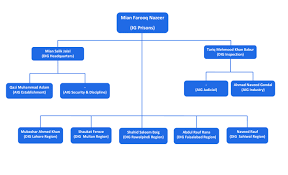 Mian Farooq Nazeer
(IG Prisons)
Mian Salik Jalal
(DIG Headquarters)
Tariq Mehmood Khan Babar
(DIG Inspection)
Qazi Muhammad Aslam
(AIG Establishment)
-
(AIG Security & Discipline)
-
(AIG Judicial)
Ahmad Naveed Gondal
(AIG Industry)
Mubashar Ahmed Khan
(DIG Lahore Region)
Shaukat Feroze
(DIG Multan Region)
Shahid Saleem Baig
(DIG Rawalpindi Region)
Abdul Rauf Rana
(DIG Faisalabad Region)
Naveed Rauf
(DIG Sahiwal Region)